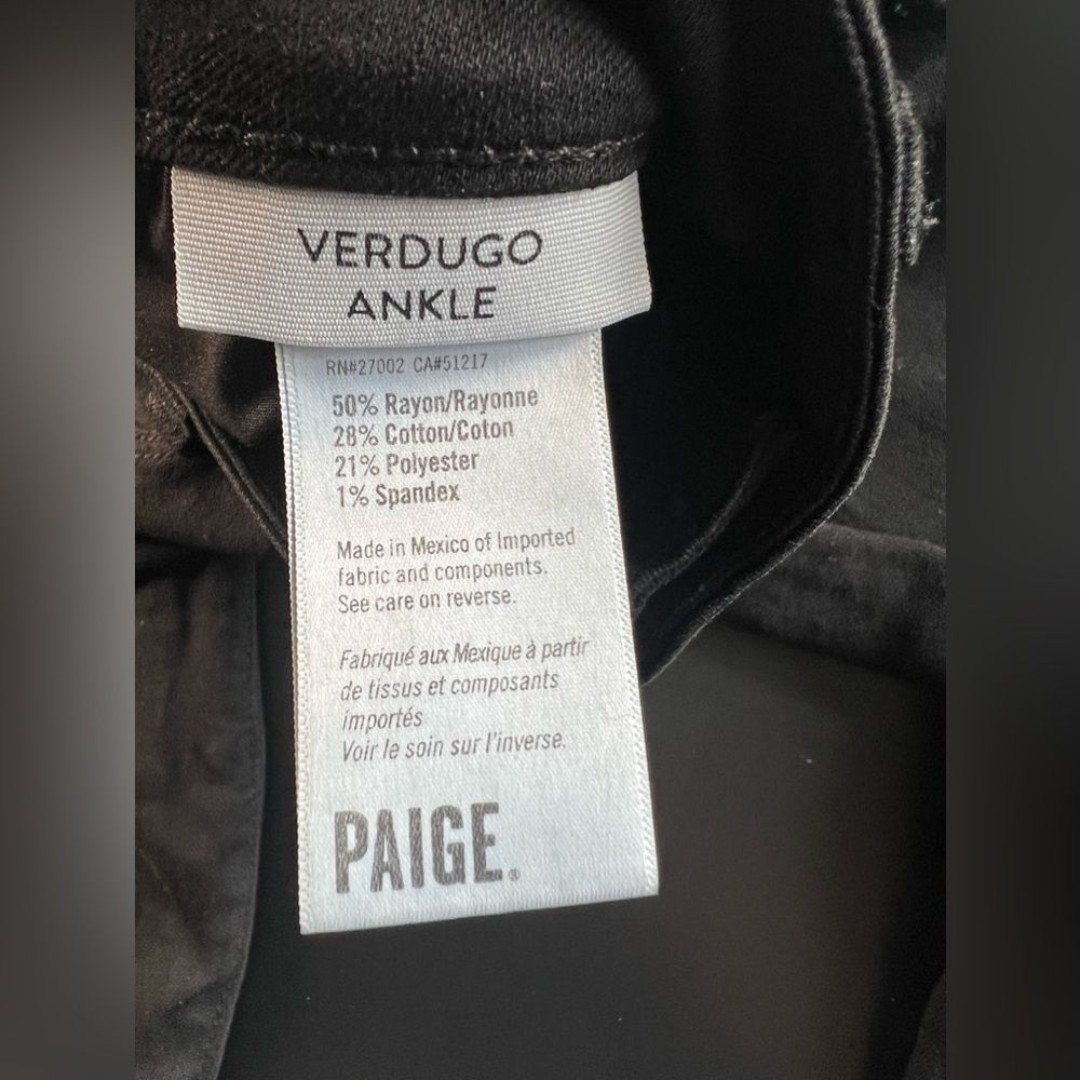 VERDUGO
ANKLE
RN#27002 CA#51217
50% Rayon/Rayonne
28% Cotton/Coton
21% Polyester
1% Spandex
Made in Mexico of Imported
fabric and components.
See care on reverse.
Fabriqué aux Mexique à partir
de tissus et composants
importés
Voir le soin sur l'inverse.
PAIGE®